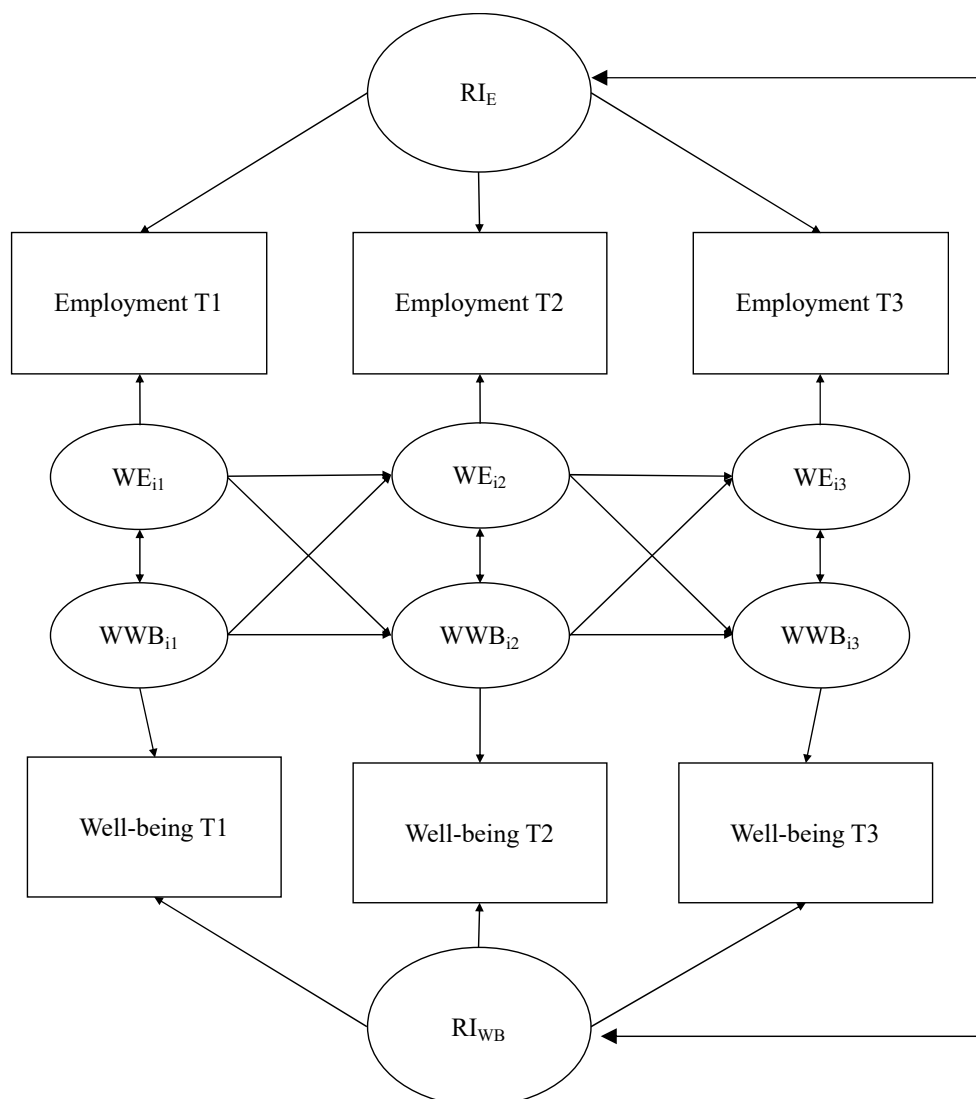 RI_E
Employment T1
Employment T2
Employment T3
WE_i1
WE_i2
WE_i3
WWB_i1
WWB_i2
WWB_i3
Well-being T1
Well-being T2
Well-being T3
RI_WB